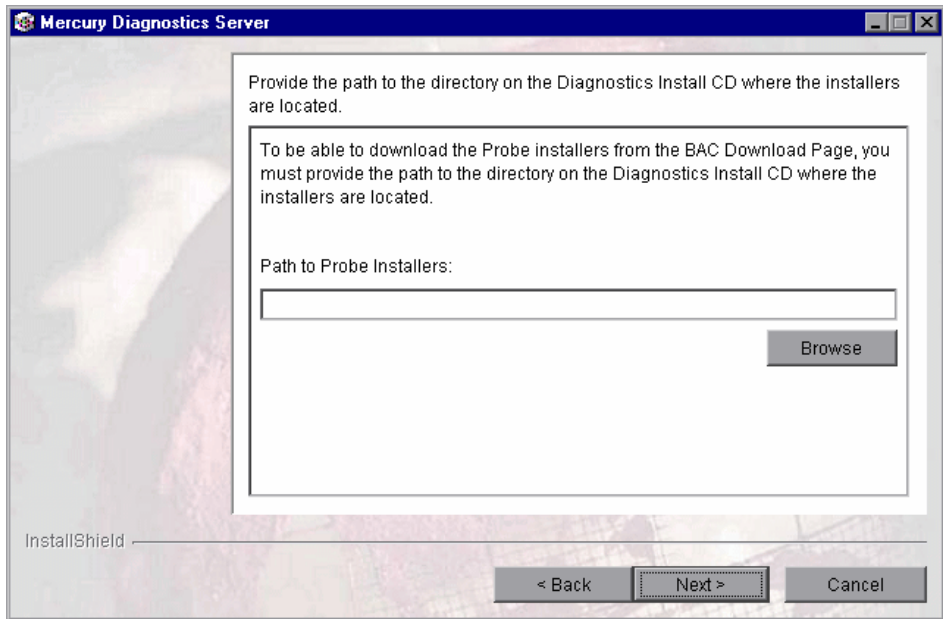 Mercury Diagnostics Server
Provide the path to the directory on the Diagnostics Install CD where the installers
are located.
To be able to download the Probe installers from the BAC Download Page, you
must provide the path to the directory on the Diagnostics Install CD where the
installers are located.
Path to Probe Installers:
Browse
InstallShield
< Back Next > Cancel